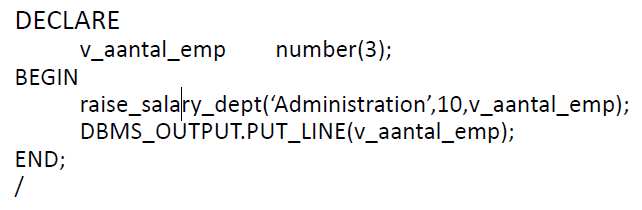 DECLARE
v_aantal_emp number(3);
BEGIN
raise_salary_dept(‘Administration’,10,v_aantal_emp);
DBMS_OUTPUT.PUT_LINE(v_aantal_emp);
END;
/